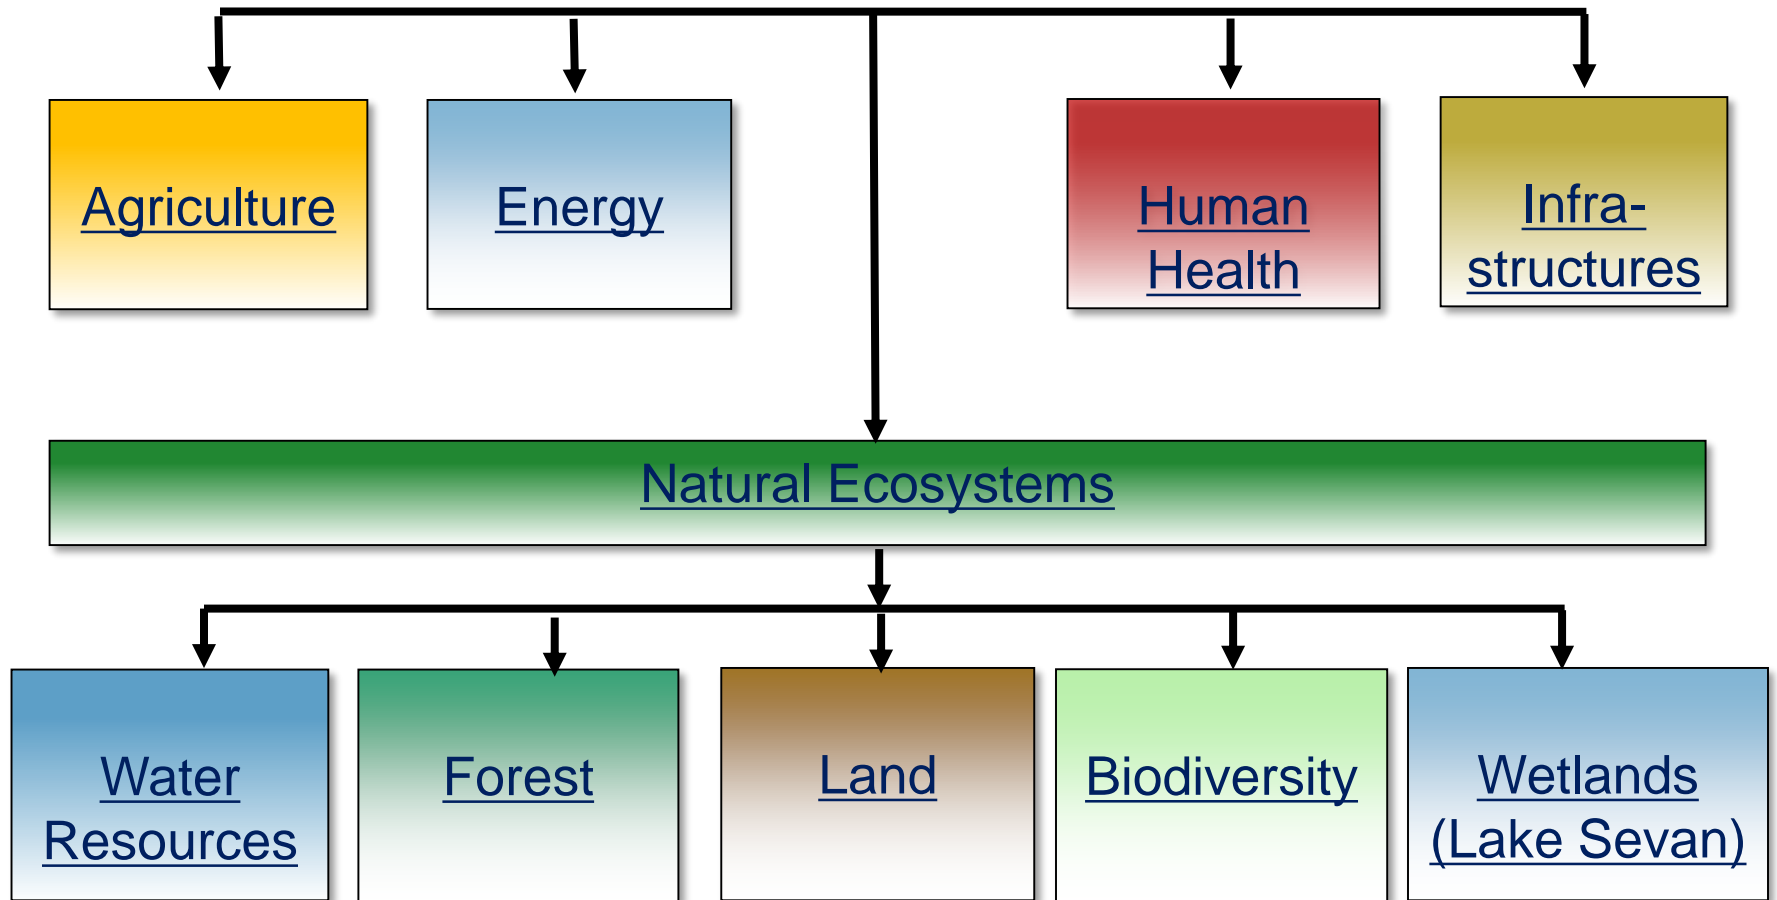 Agriculture
Energy
Human
Health
Infra-
structures
Natural Ecosystems
Water
Resources
Forest
Land
Biodiversity
Wetlands
(Lake Sevan)